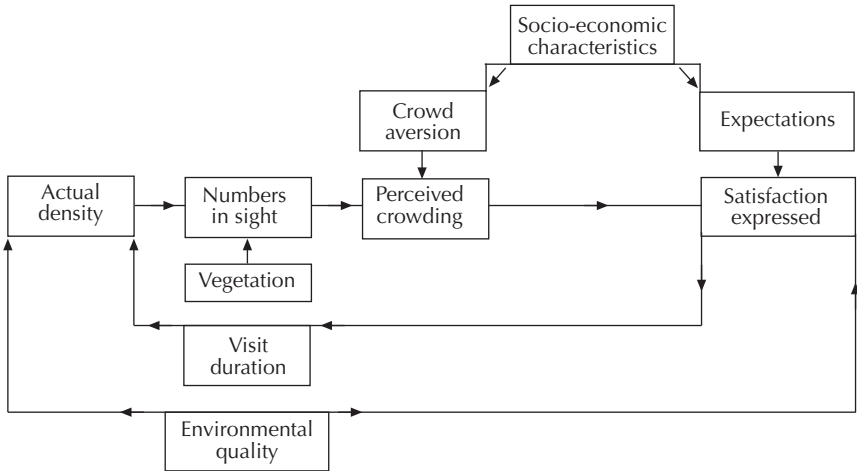 Socio-economic
characteristics
Crowd
aversion
Expectations
Actual
density
Numbers
in sight
Perceived
crowding
Satisfaction
expressed
Vegetation
Visit
duration
Environmental
quality